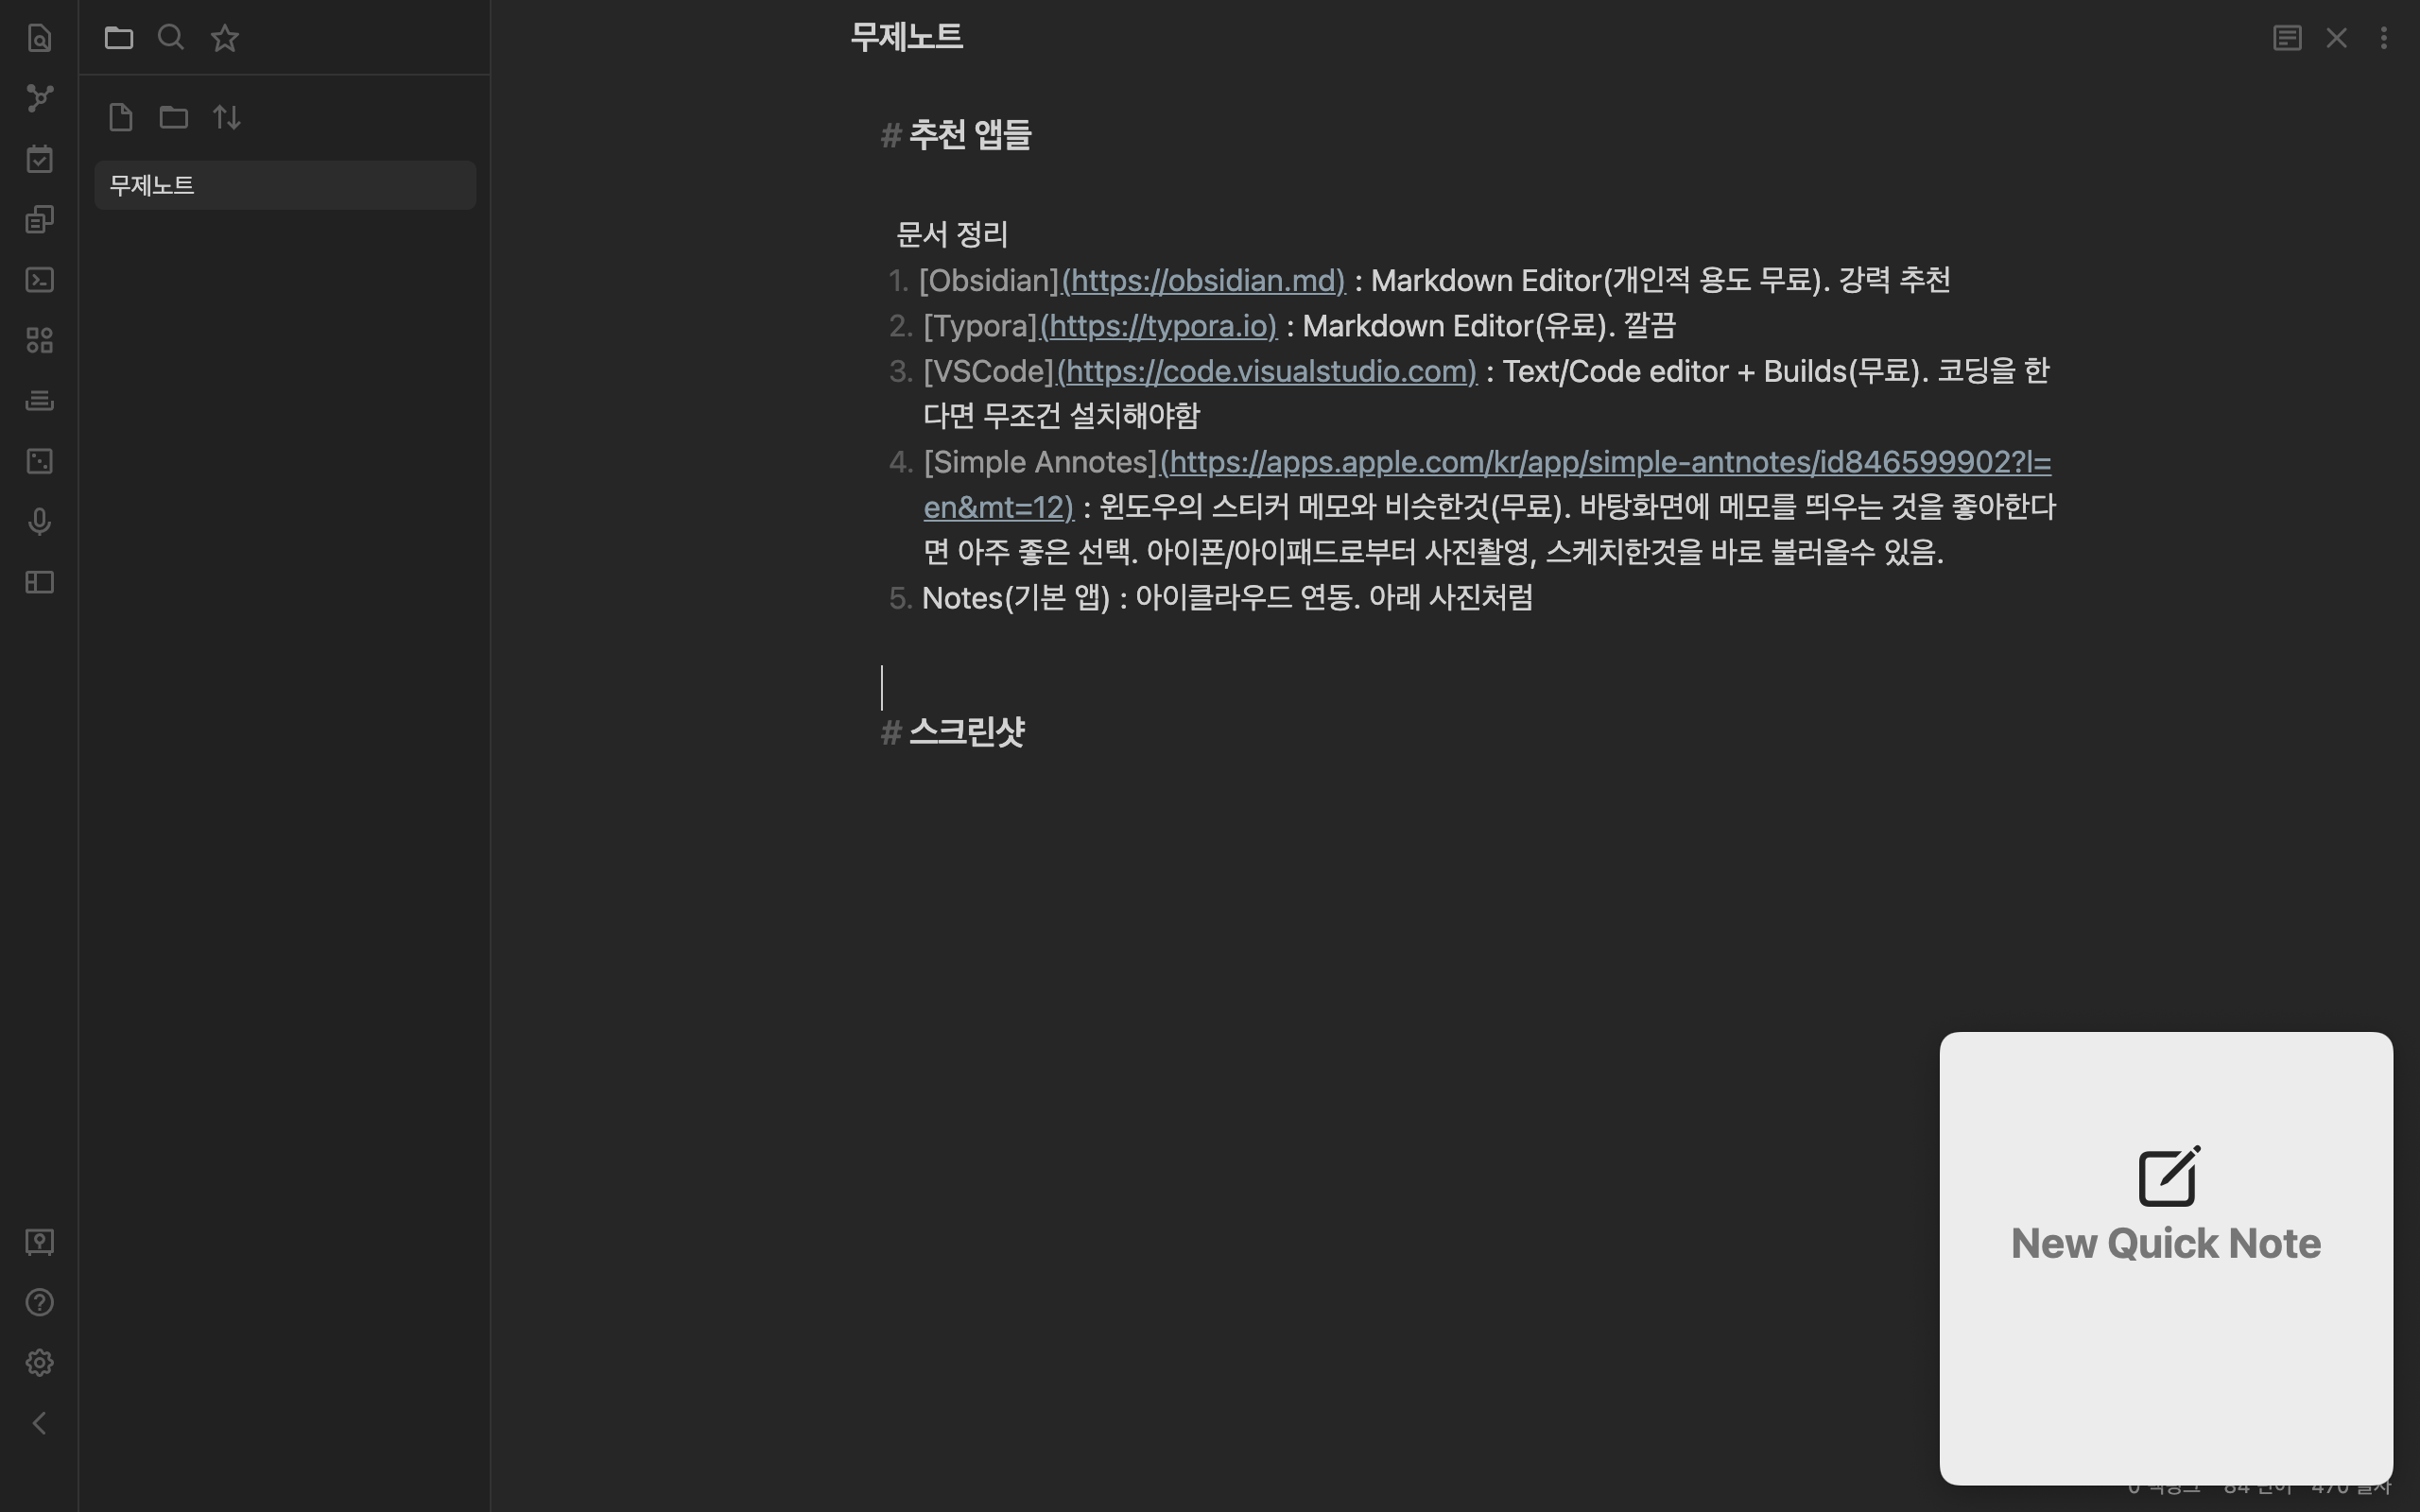 무제노트
무제노트
# 추천 앱들
문서 정리
1. [Obsidian](https://obsidian.md) : Markdown Editor(개인적 용도 무료). 강력 추천
2. [Typora](https://typora.io) : Markdown Editor(유료). 깔끔
3. [VSCode](https://code.visualstudio.com) : Text/Code editor + Builds(무료). 코딩을 한
다면 무조건 설치해야함
4. [Simple Annotes](https://apps.apple.com/kr/app/simple-antnotes/id846599902?l=
en&mt=12) : 윈도우의 스티커 메모와 비슷한것(무료). 바탕화면에 메모를 띄우는 것을 좋아한다
면 아주 좋은 선택. 아이폰/아이패드로부터 사진촬영, 스케치한것을 바로 불러올수 있음.
5. Notes(기본 앱) : 아이클라우드 연동. 아래 사진처럼
# 스크린샷
New Quick Note